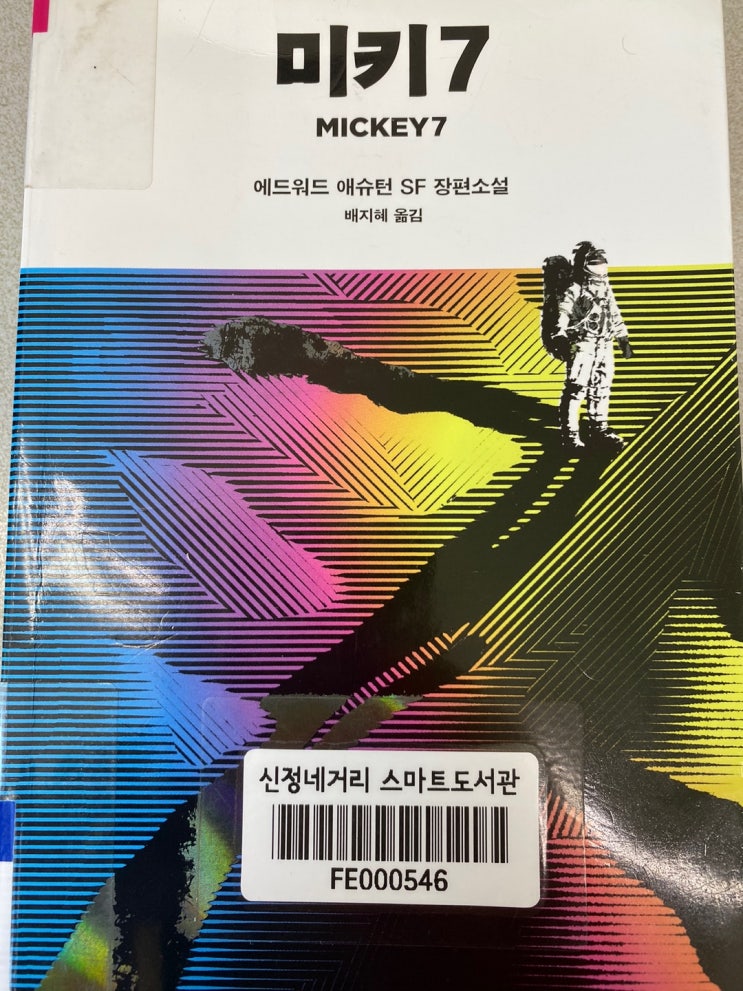 미키7
MICKEY7
에드워드 애슈턴 SF 장편소설
배지혜 옮김
신정네거리 스마트도서관
FE000546